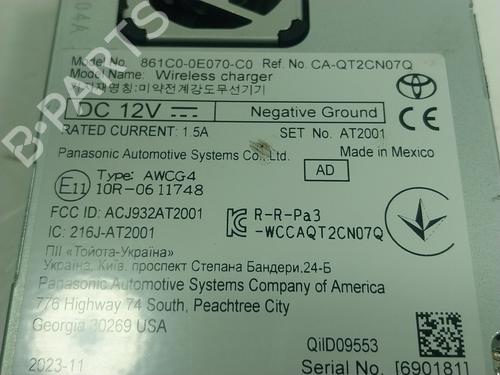 04A
Model No. 861C0-0E070-C0 Ref. No. CA-QT2CN07Q
Model Name: Wireless charger
기자재명칭:미약전계강도무선기기
DC 12V Negative Ground
TOYOTA
RATED CURRENT: 1.5A SET No. AT2001
Panasonic Automotive Systems Co., Ltd. Made in Mexico
CE
AD
E11
Type: AWCG4
10R-06 11748
FCC ID: ACJ932AT2001
IC: 216J-AT2001
R-R-Pa3
-WCCAQT2CN07Q
ПІІ «Тойота-Україна»
Україна, Київ. проспект Степана Бандери.24-Б
Panasonic Automotive Systems Company of America
776 Highway 74 South, Peachtree City
Georgia 30269 USA
QiID09553
2023-11
Serial No. [690181]
B-PARTS